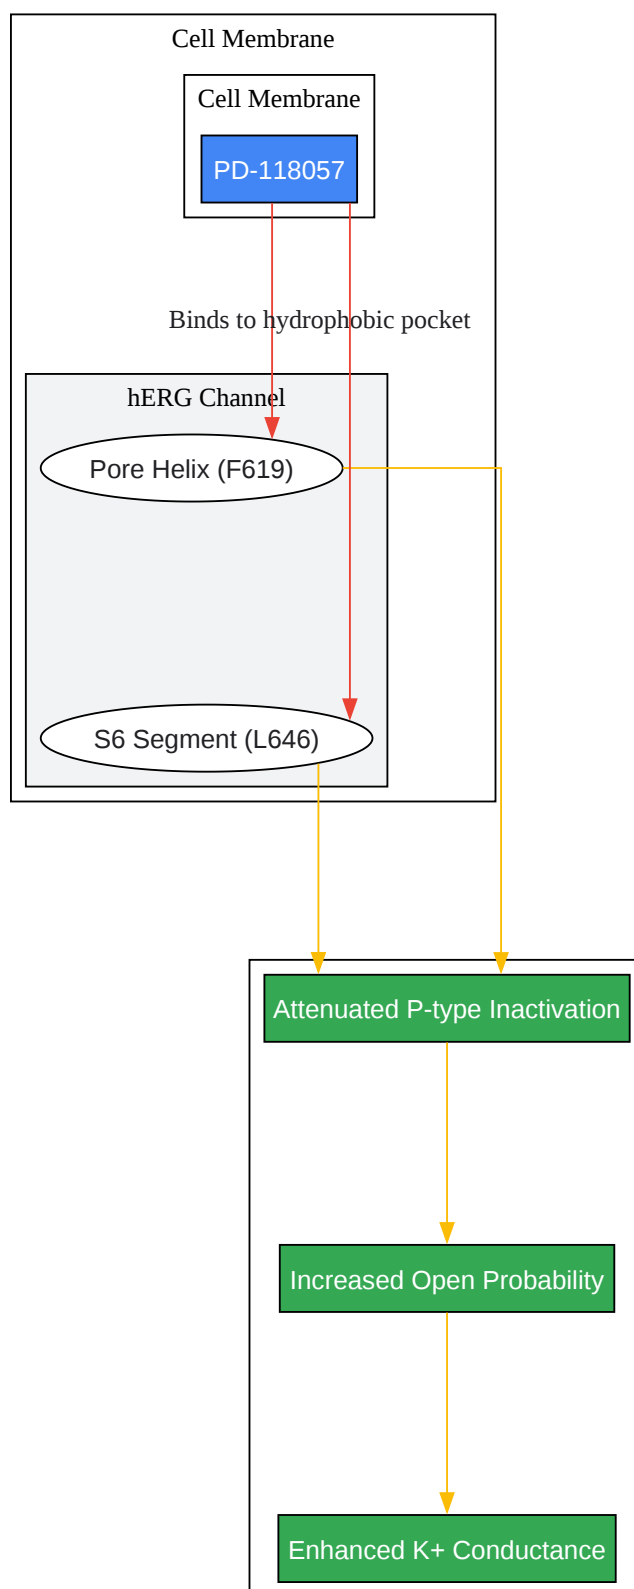 Cell Membrane
Cell Membrane
PD-118057
Binds to hydrophobic pocket
hERG Channel
Pore Helix (F619)
S6 Segment (L646)
Attenuated P-type Inactivation
Increased Open Probability
Enhanced K+ Conductance